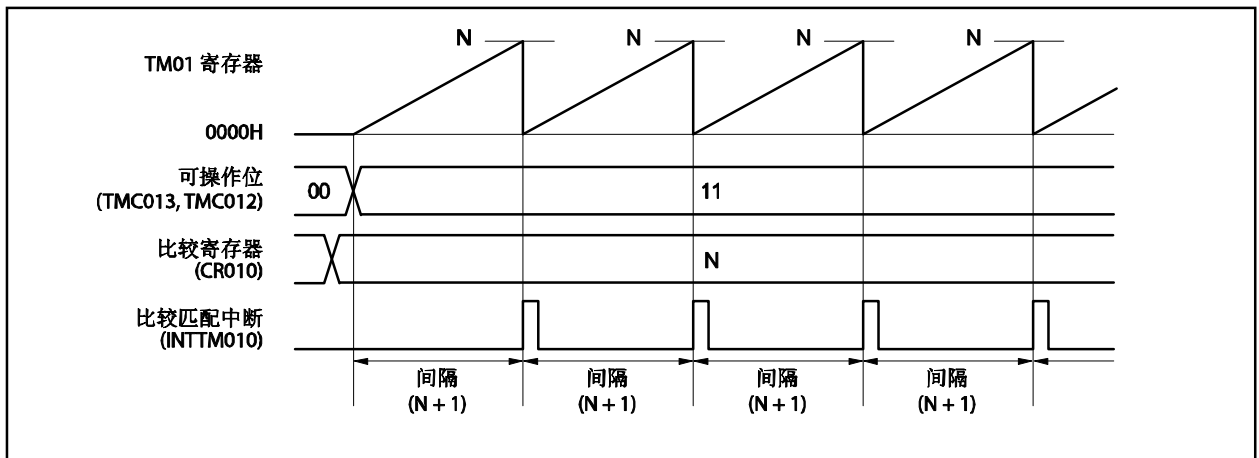 N N N N
TM01 寄存器
0000H
可操作位
(TMC013, TMC012)
00 11
比较寄存器
(CR010)
N
比较匹配中断
(INTTM010)
间隔 间隔 间隔 间隔
(N + 1) (N + 1) (N + 1) (N + 1)